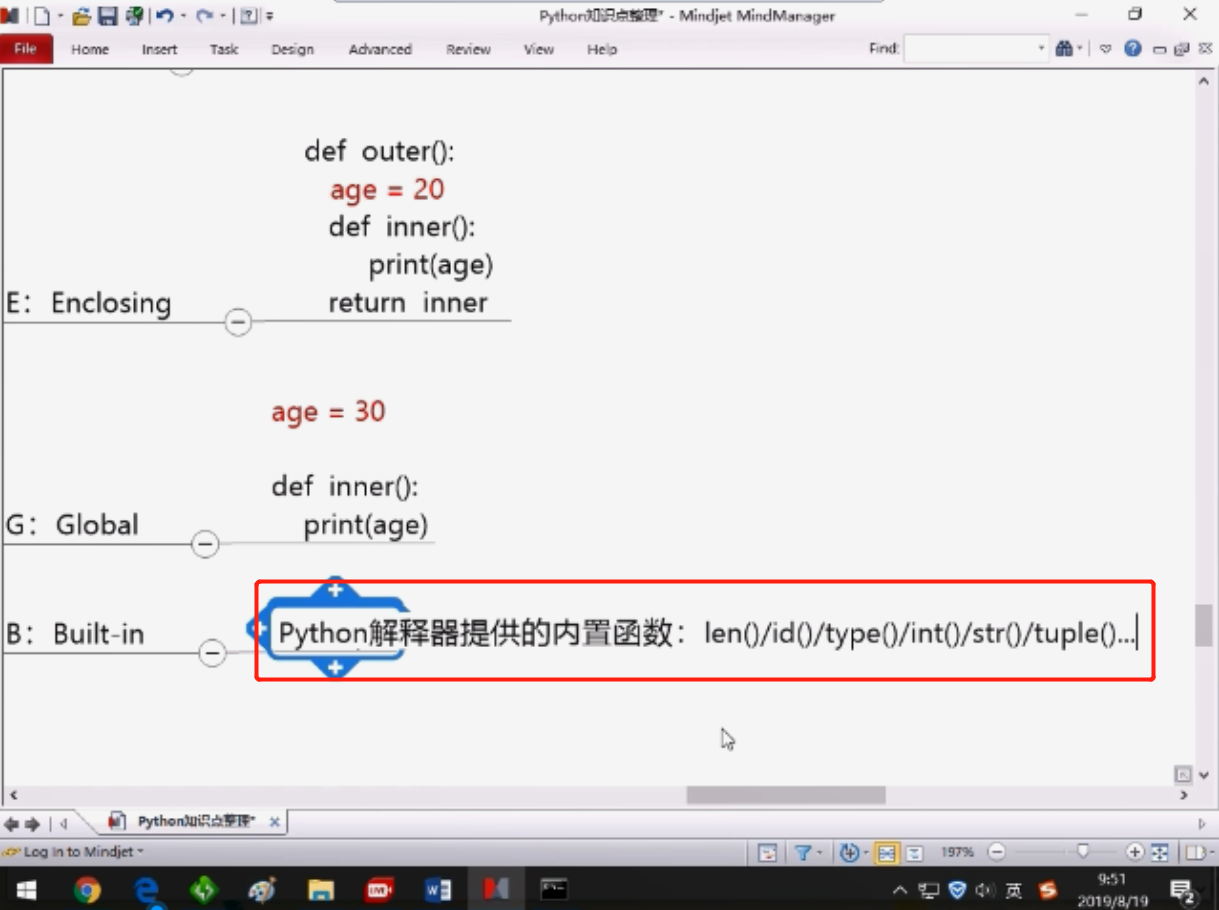 Python知识点整理* - Mindjet MindManager
File Home Insert Task Design Advanced Review View Help Find:
def outer():
age = 20
def inner():
print(age)
E: Enclosing return inner
age = 30
def inner():
G: Global print(age)
B: Built-in Python解释器提供的内置函数：len()/id()/type()/int()/str()/tuple()...
Python知识点整理*
Log In to Mindjet 197%
英 9:51
2019/8/19 2